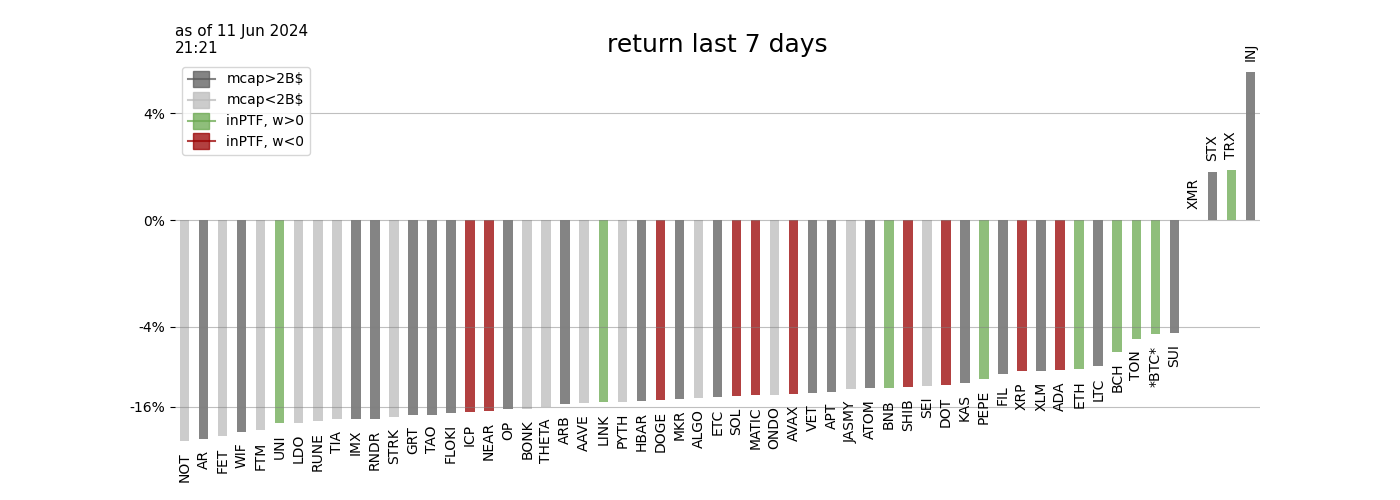 as of 11 Jun 2024
21:21
return last 7 days
mcap>2B$
mcap<2B$
inPTF, w>0
inPTF, w<0
4%
0%
-4%
-16%
NOT
AR
FET
WIF
FTM
UNI
LDO
RUNE
TIA
IMX
RNDR
STRK
GRT
TAO
FLOKI
ICP
NEAR
OP
BONK
THETA
ARB
AAVE
LINK
PYTH
HBAR
DOGE
MKR
ALGO
ETC
SOL
MATIC
ONDO
AVAX
VET
APT
JASMY
ATOM
BNB
SHIB
SEI
DOT
KAS
PEPE
FIL
XRP
XLM
ADA
ETH
LTC
BCH
TON
*BTC*
SUI
XMR
STX
TRX
INJ